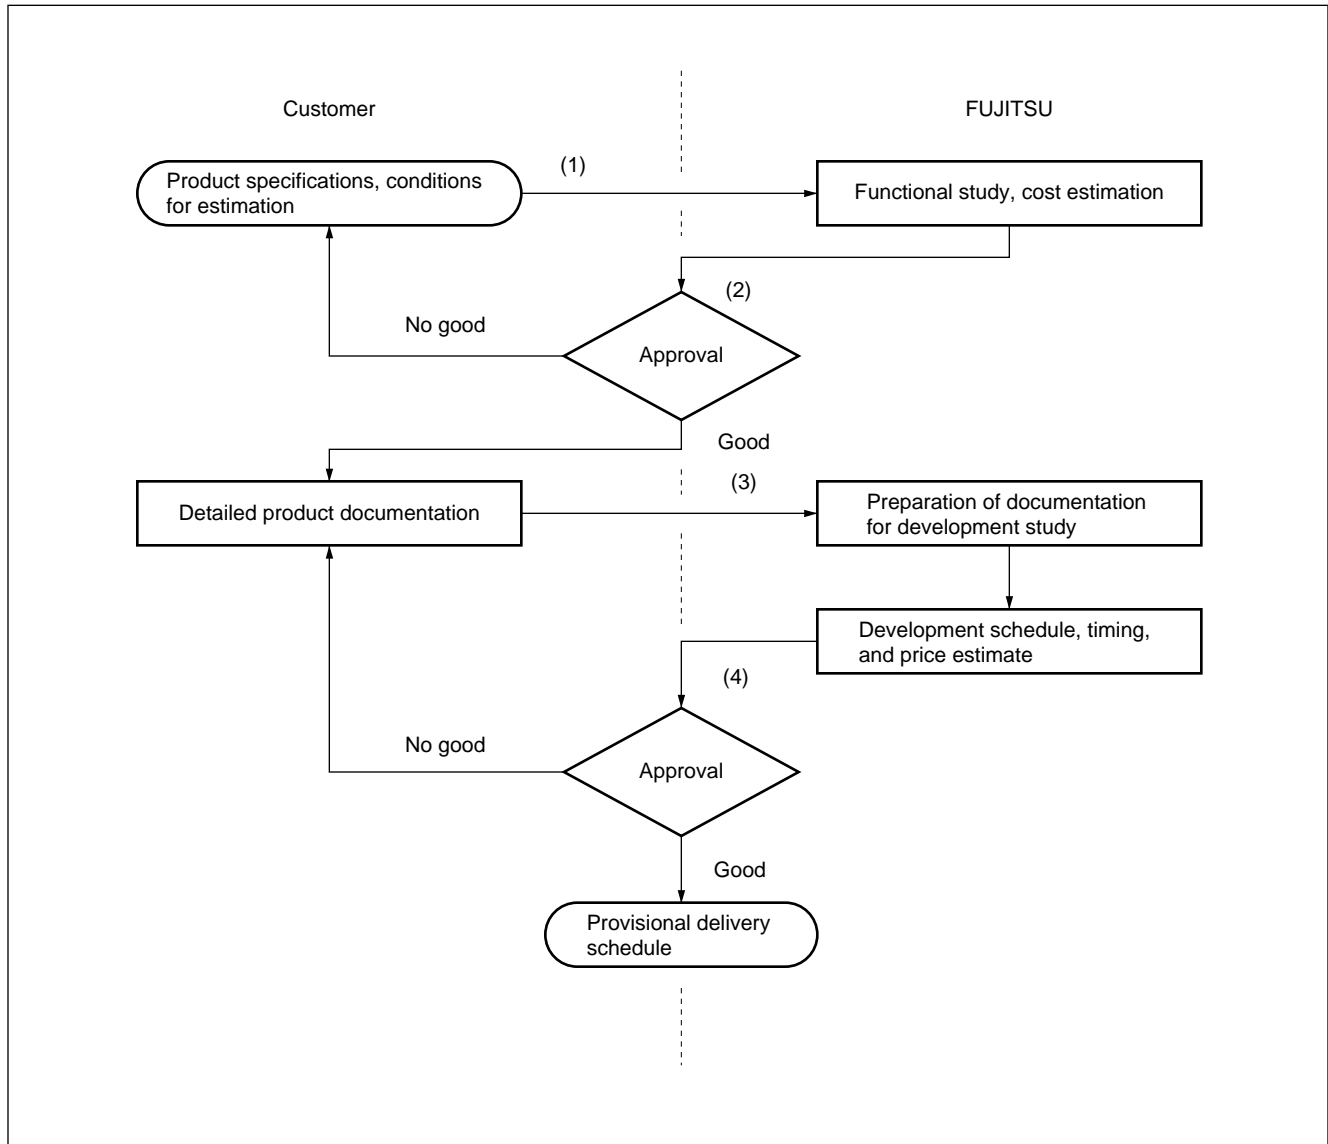 Customer
FUJITSU
(1)
Product specifications, conditions
for estimation
Functional study, cost estimation
(2)
No good
Approval
Good
(3)
Detailed product documentation
Preparation of documentation
for development study
Development schedule, timing,
and price estimate
(4)
No good
Approval
Good
Provisional delivery
schedule